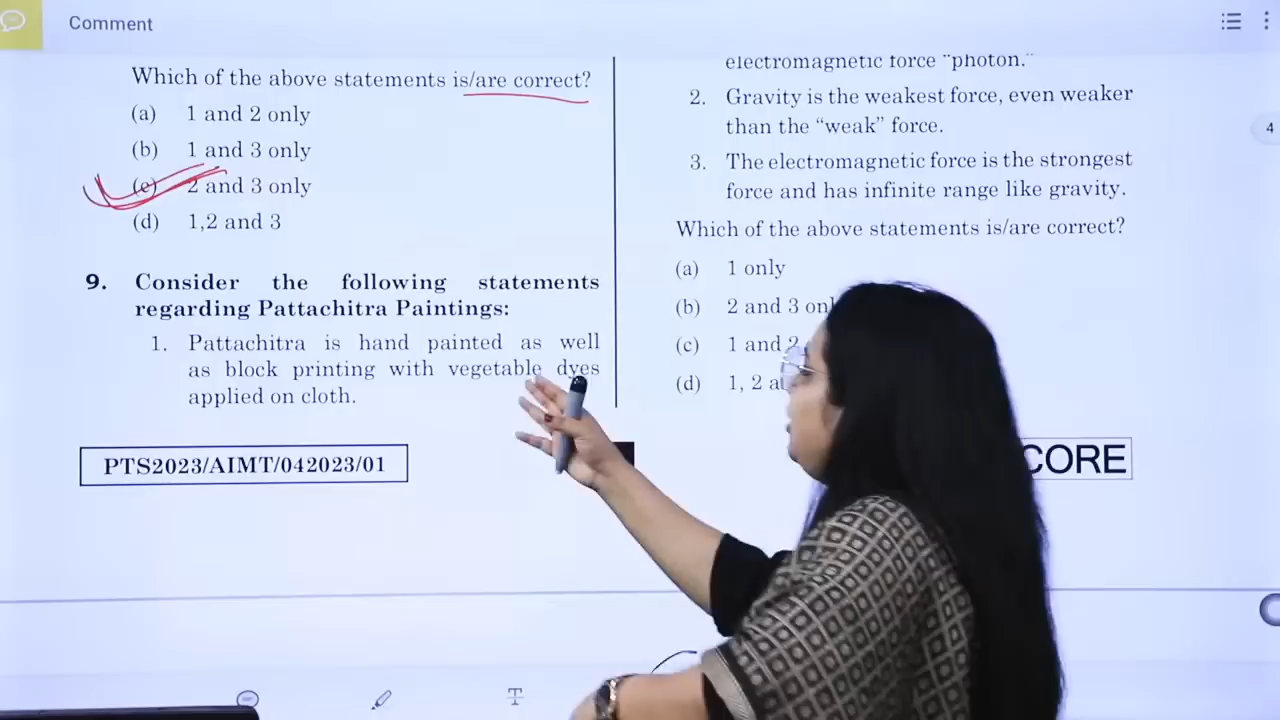 Comment
Which of the above statements is/are correct?
(a) 1 and 2 only
(b) 1 and 3 only
(c) 2 and 3 only
(d) 1,2 and 3
9. Consider the following statements
regarding Pattachitra Paintings:
1. Pattachitra is hand painted as well
as block printing with vegetable dyes
applied on cloth.
PTS2023/AIMT/042023/01
electromagnetic force "photon."
2. Gravity is the weakest force, even weaker
than the “weak” force.
3. The electromagnetic force is the strongest
force and has infinite range like gravity.
Which of the above statements is/are correct?
(a) 1 only
(b) 2 and 3
(c) 1 and 2
(d) 1, 2
CORE
4